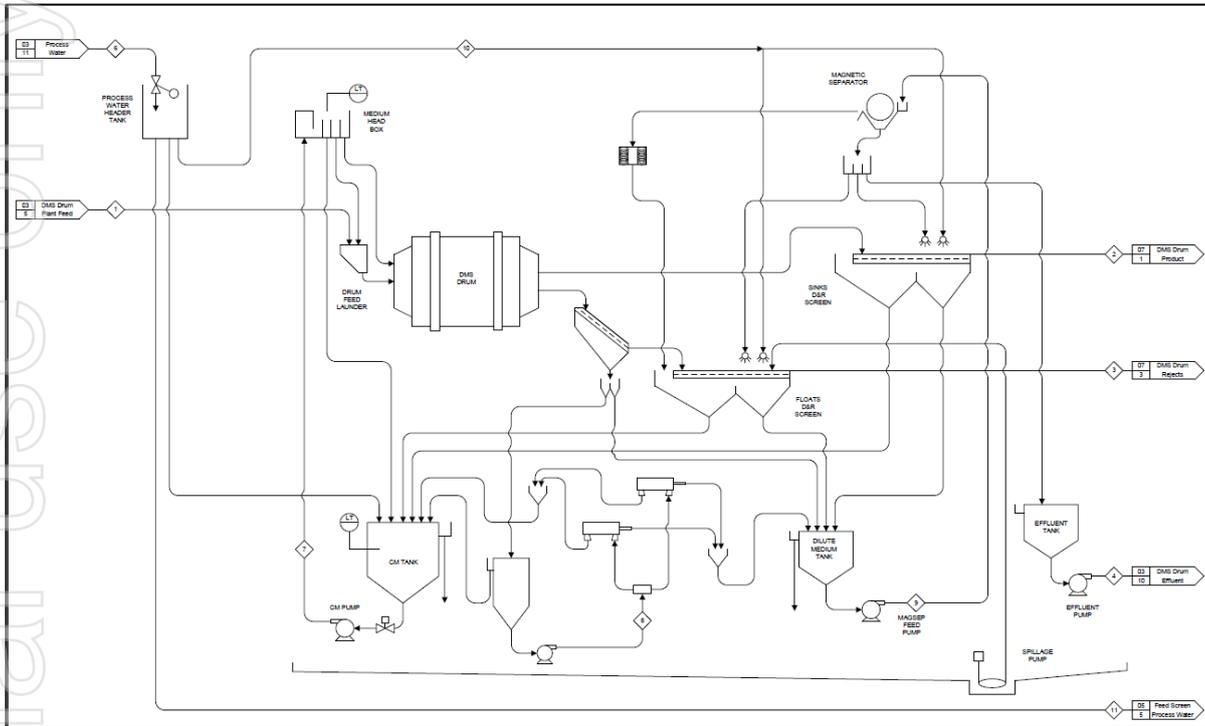 03
11
Process
Water
6
PROCESS
WATER
HEADER
TANK
10
LT
MEDIUM
HEAD
BOX
MAGNETIC
SEPARATOR
03
5
DMS Drum
Plant Feed
1
DRUM
FEED
LAUNDER
DMS
DRUM
SINKS
D&R
SCREEN
2
07
1
DMS Drum
Product
3
07
3
DMS Drum
Rejects
FLOATS
D&R
SCREEN
LT
CM TANK
7
CM PUMP
8
DILUTE
MEDIUM
TANK
9
MAGSEP
FEED
PUMP
EFFLUENT
TANK
4
03
10
DMS Drum
Effluent
EFFLUENT
PUMP
SPILLAGE
PUMP
11
05
5
Feed Screen
Process Water